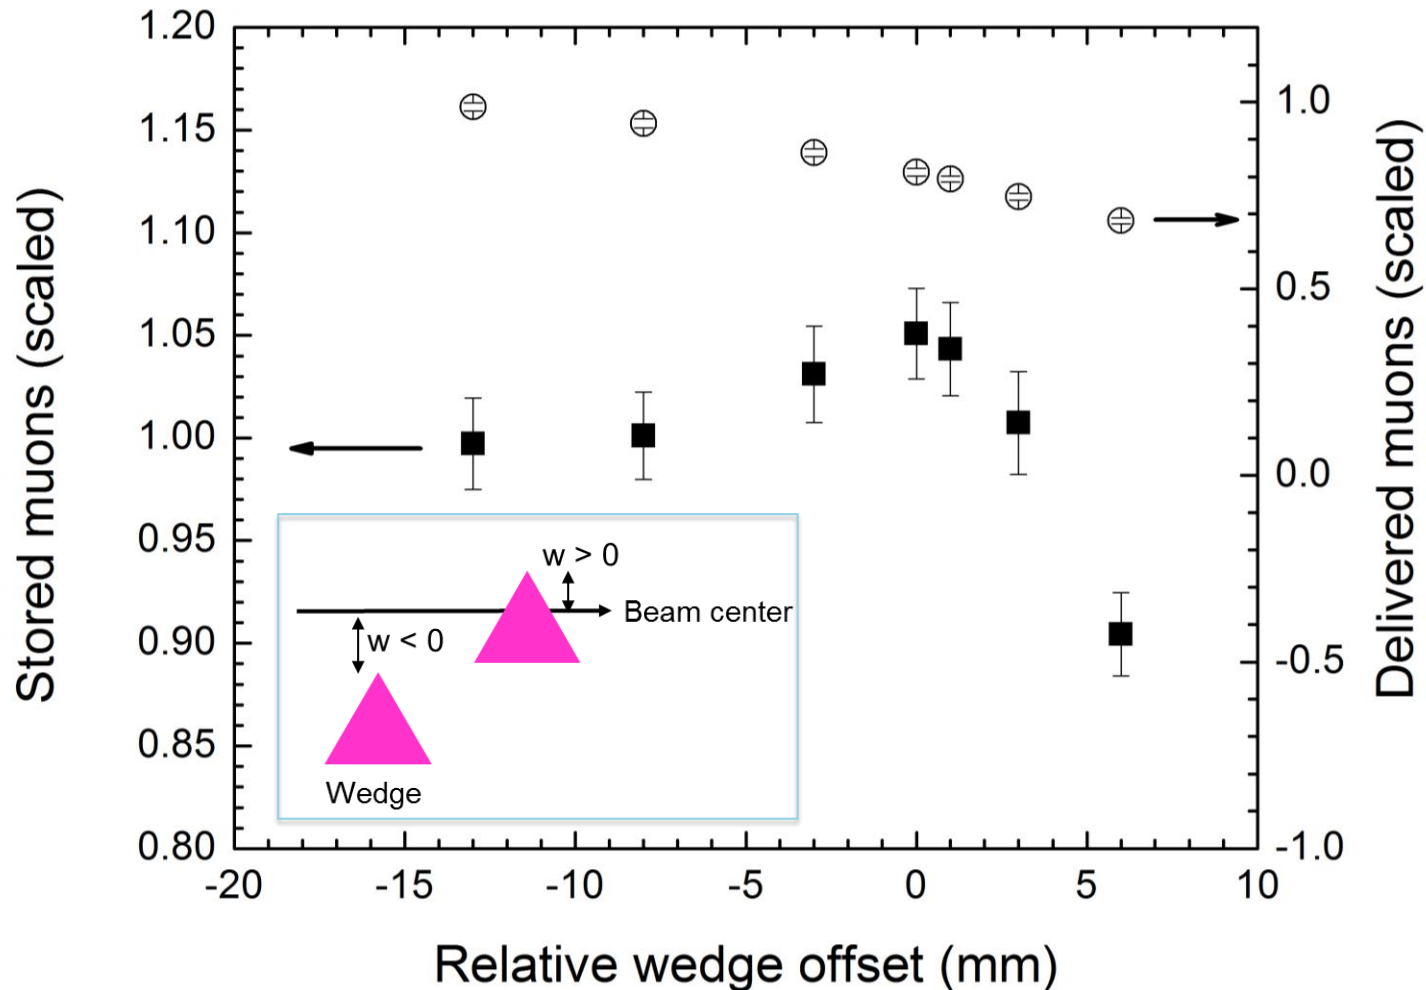 1.20
1.15
1.10
1.05
1.00
0.95
0.90
0.85
0.80
Stored muons (scaled)
1.0
0.5
0.0
-0.5
-1.0
Delivered muons (scaled)
w > 0
Beam center
w < 0
Wedge
-20 -15 -10 -5 0 5 10
Relative wedge offset (mm)